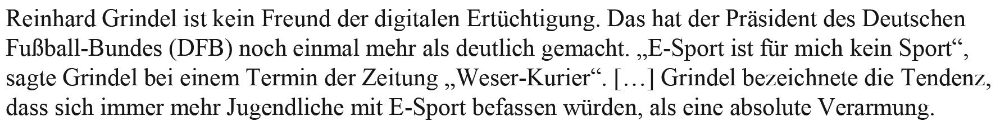 Reinhard Grindel ist kein Freund der digitalen Ertüchtigung. Das hat der Präsident des Deutschen
Fußball-Bundes (DFB) noch einmal mehr als deutlich gemacht. „E-Sport ist für mich kein Sport“,
sagte Grindel bei einem Termin der Zeitung „Weser-Kurier“. […] Grindel bezeichnete die Tendenz,
dass sich immer mehr Jugendliche mit E-Sport befassen würden, als eine absolute Verarmung.